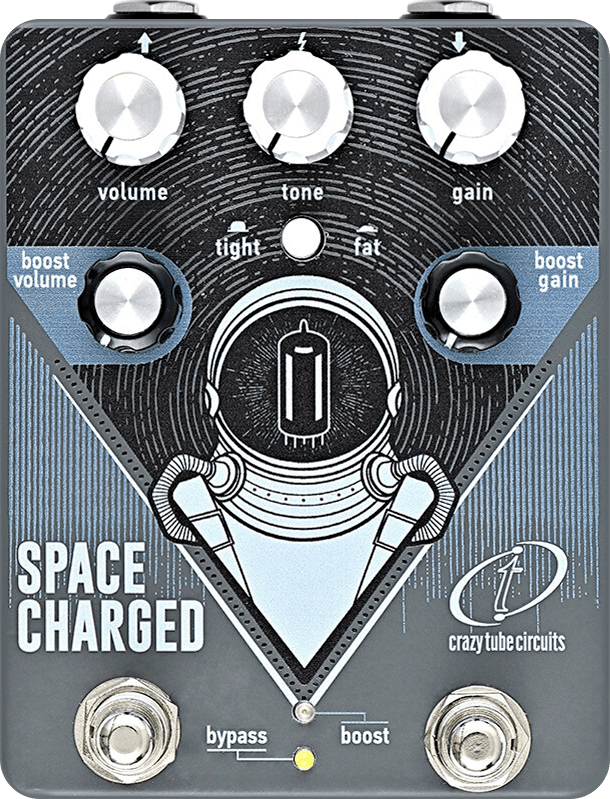 volume
tone
gain
tight
fat
boost
volume
boost
gain
SPACE
CHARGED
t
crazy tube circuits
bypass
boost